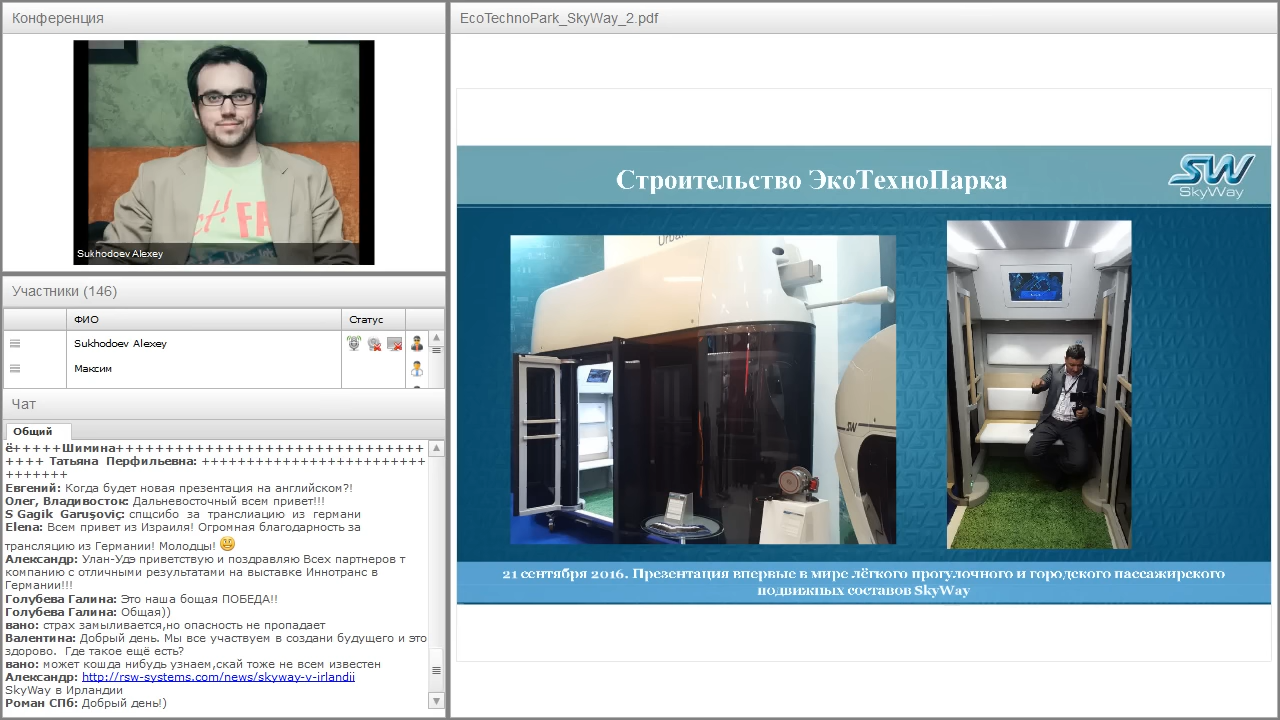 Конференция
Sukhodoev Alexey
Участники (146)
ФИО
Статус
Sukhodoev Alexey
Максим
Чат
Общий
ё+++++Шимина+++++++++++++++++++++++++++++++
++++ Татьяна Перфильевна: +++++++++++++++++++++++++
+++++++
Евгений: Когда будет новая презентация на английском?!
Олег, Владивосток: Дальневосточный всем привет!!!
S Gagik Garuşoviç: спщсибо за транслиацию из германи
Elena: Всем привет из Израиля! Огромная благодарность за
трансляцию из Германии! Молодцы!
Александр: Улан-Удэ приветствую и поздравляю Всех партнеров т
компанию с отличными результатами на выставке Иннотранс в
Германии!!!
Голубева Галина: Это наша бощая ПОБЕДА!!
Голубева Галина: Общая))
вано: страх замыливается,но опасность не пропадает
Валентина: Добрый день. Мы все участвуем в создани будущего и это
здорово. Где такое ещё есть?
вано: может кошда нибудь узнаем,скай тоже не всем известен
Александр: http://rsw-systems.com/news/skyway-v-irlandii
SkyWay в Ирландии
Роман СПб: Добрый день!)
EcoTechnoPark_SkyWay_2.pdf
Строительство ЭкоТехноПарка
SW
SkyWay
SW
21 сентября 2016. Презентация впервые в мире лёгкого прогулочного и городского пассажирского
подвижных составов SkyWay